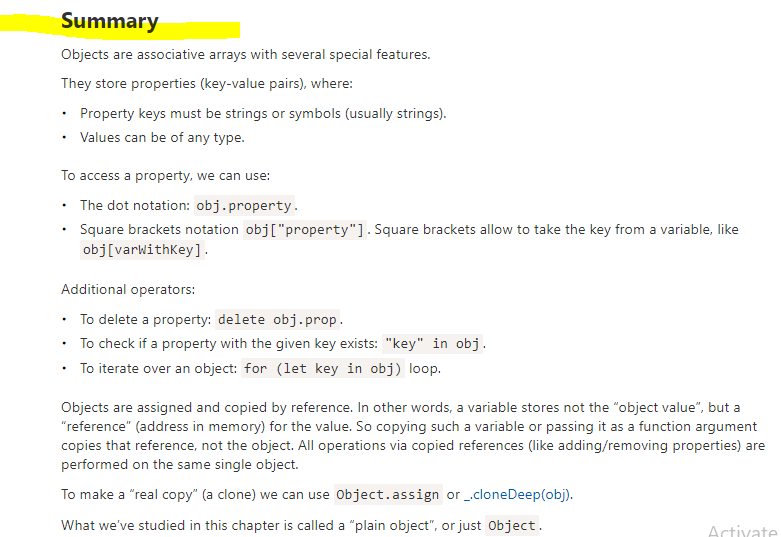 Summary
Objects are associative arrays with several special features.
They store properties (key-value pairs), where:
• Property keys must be strings or symbols (usually strings).
• Values can be of any type.
To access a property, we can use:
• The dot notation: obj.property.
• Square brackets notation obj["property"]. Square brackets allow to take the key from a variable, like
obj[varWithKey].
Additional operators:
• To delete a property: delete obj.prop.
• To check if a property with the given key exists: "key" in obj.
• To iterate over an object: for (let key in obj) loop.
Objects are assigned and copied by reference. In other words, a variable stores not the “object value”, but a
“reference” (address in memory) for the value. So copying such a variable or passing it as a function argument
copies that reference, not the object. All operations via copied references (like adding/removing properties) are
performed on the same single object.
To make a “real copy” (a clone) we can use Object.assign or _.cloneDeep(obj).
What we’ve studied in this chapter is called a “plain object”, or just Object.
Activate